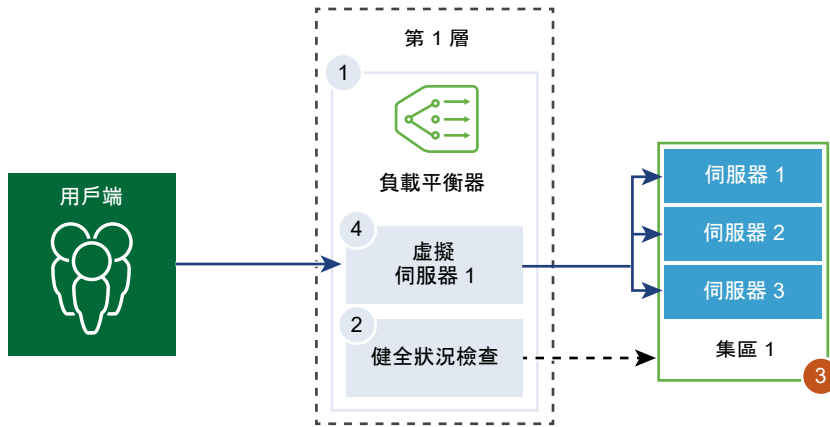 第 1 層
1
負載平衡器
用戶端
4
虛擬
伺服器 1
2
健全狀況檢查
伺服器 1
伺服器 2
伺服器 3
集區 1
3